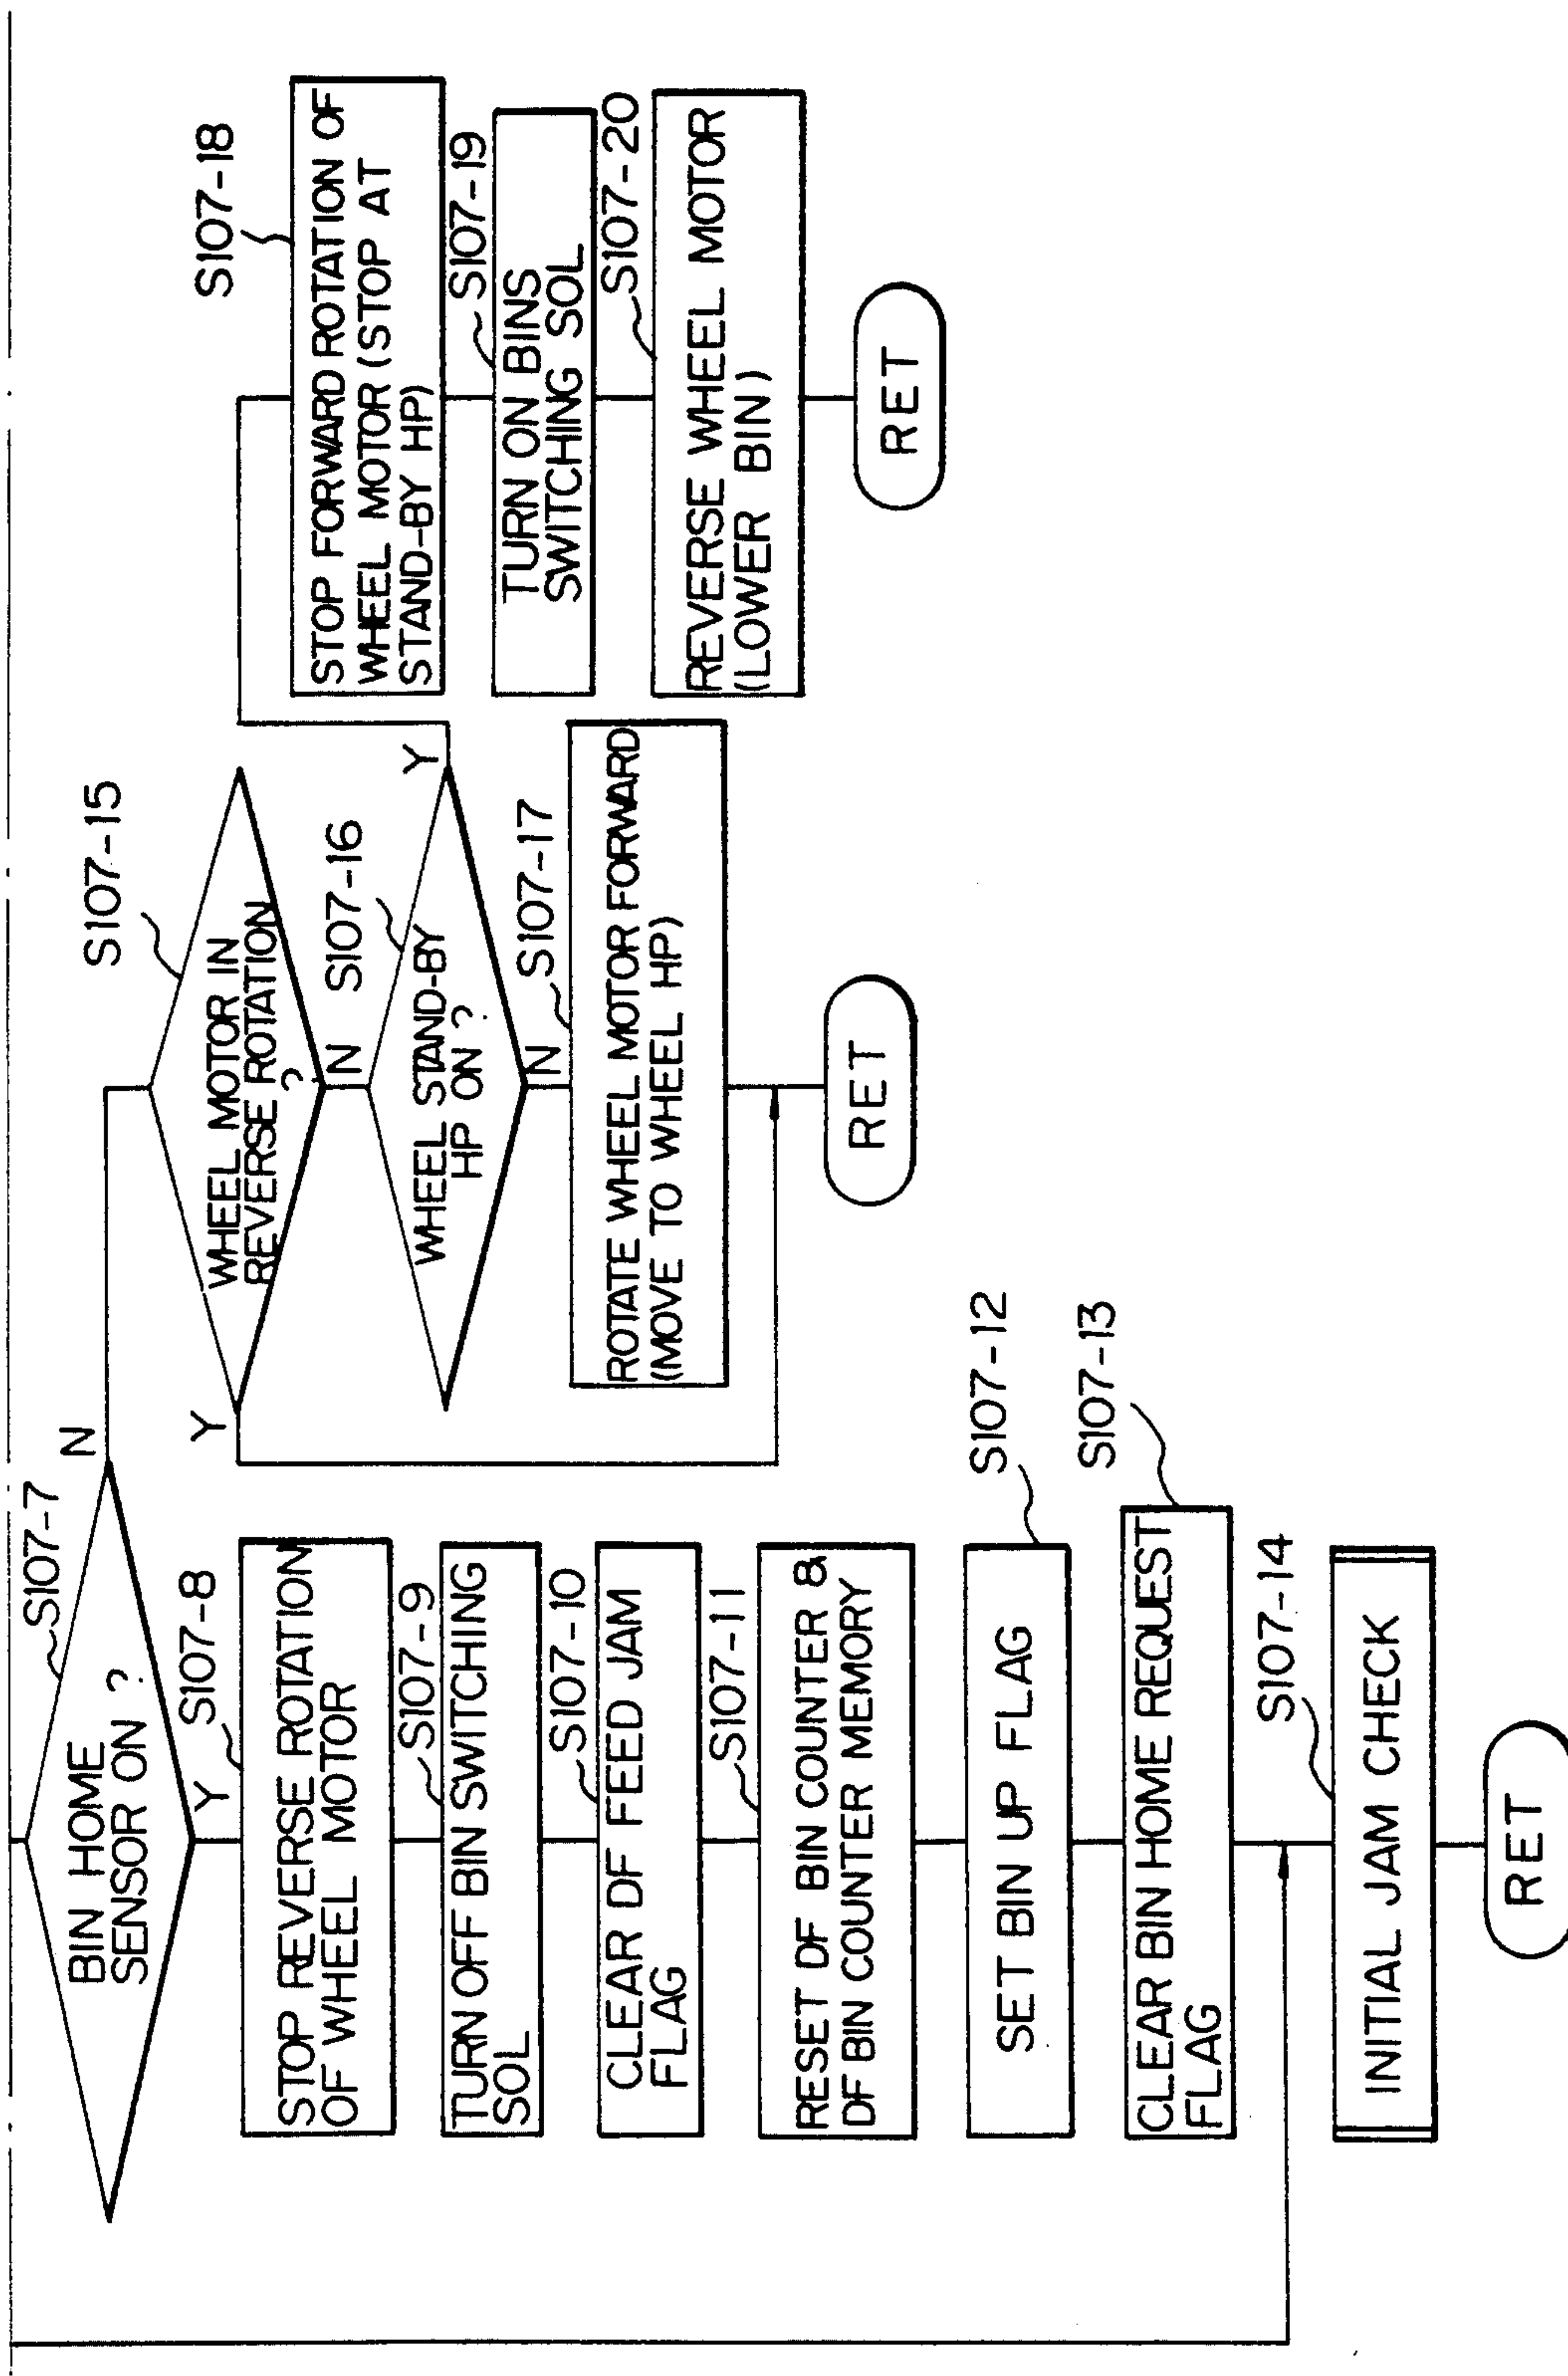 S107-7
BIN HOME
SENSOR ON ?
N
Y
S107-8
STOP REVERSE ROTATION
OF WHEEL MOTOR
S107-9
TURN OFF BIN SWITCHING
SOL
S107-10
CLEAR DF FEED JAM
FLAG
S107-11
RESET DF BIN COUNTER &
DF BIN COUNTER MEMORY
S107-12
SET BIN UP FLAG
S107-13
CLEAR BIN HOME REQUEST
FLAG
S107-14
INITIAL JAM CHECK
RET
S107-15
WHEEL MOTOR IN
REVERSE ROTATION
?
Y
N
S107-16
WHEEL STAND-BY
HP ON ?
Y
N
S107-17
ROTATE WHEEL MOTOR FORWARD
(MOVE TO WHEEL HP)
RET
S107-18
STOP FORWARD ROTATION OF
WHEEL MOTOR (STOP AT
STAND-BY HP)
S107-19
TURN ON BINS
SWITCHING SOL
S107-20
REVERSE WHEEL MOTOR
(LOWER BIN)
RET